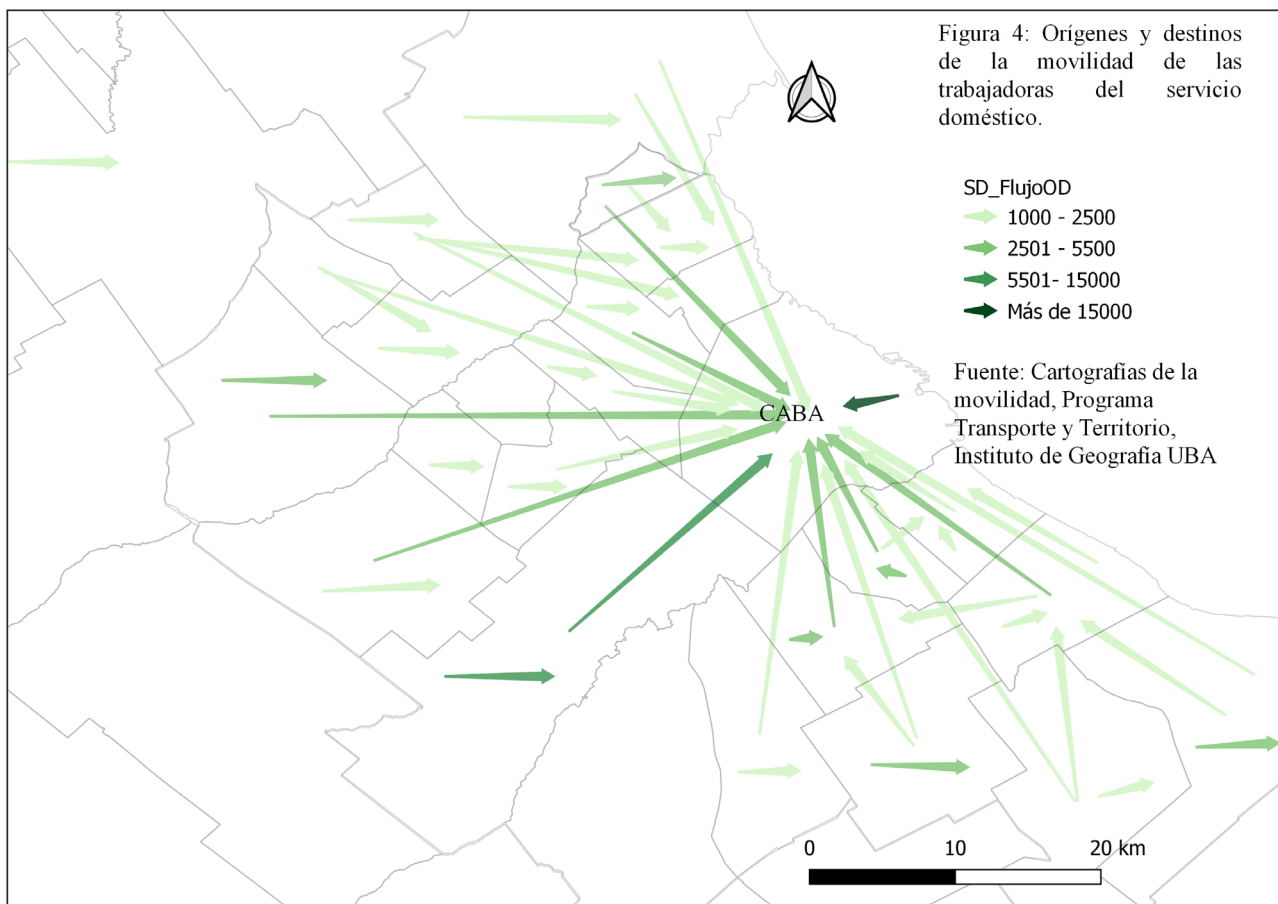 Figura 4: Orígenes y destinos
de la movilidad de las
trabajadoras del servicio
doméstico.
SD_FlujoOD
1000 - 2500
2501 - 5500
5501- 15000
Más de 15000
Fuente: Cartografías de la
movilidad, Programa
Transporte y Territorio,
Instituto de Geografía UBA
CABA
0 10 20 km